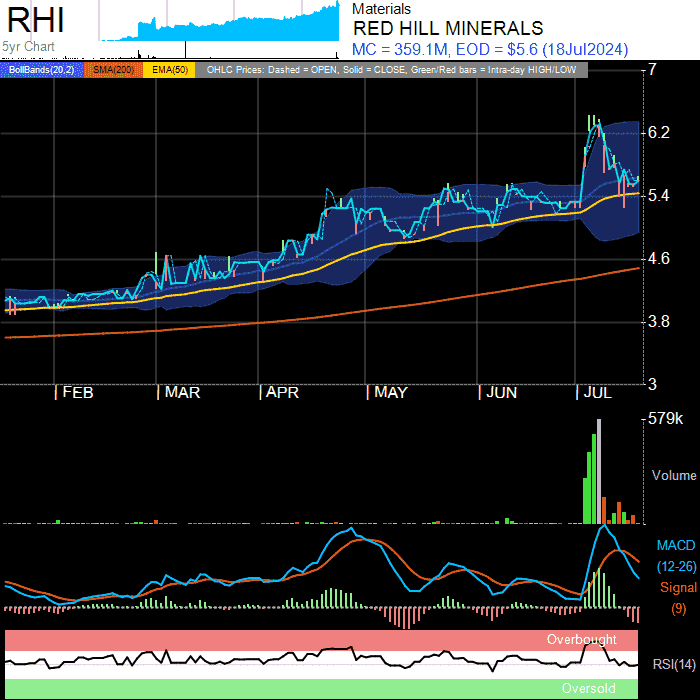 RHI
5yr Chart
Materials
RED HILL MINERALS
MC = 359.1M, EOD = $5.6 (18Jul2024)
BollBands(20,2) SMA(200) EMA(50) OHLC Prices: Dashed = OPEN, Solid = CLOSE, Green/Red bars = Intra-day HIGH/LOW
7
6.2
5.4
4.6
3.8
3
FEB MAR APR MAY JUN JUL
579k
Volume
MACD
(12-26)
Signal
(9)
Overbought
RSI(14)
Oversold